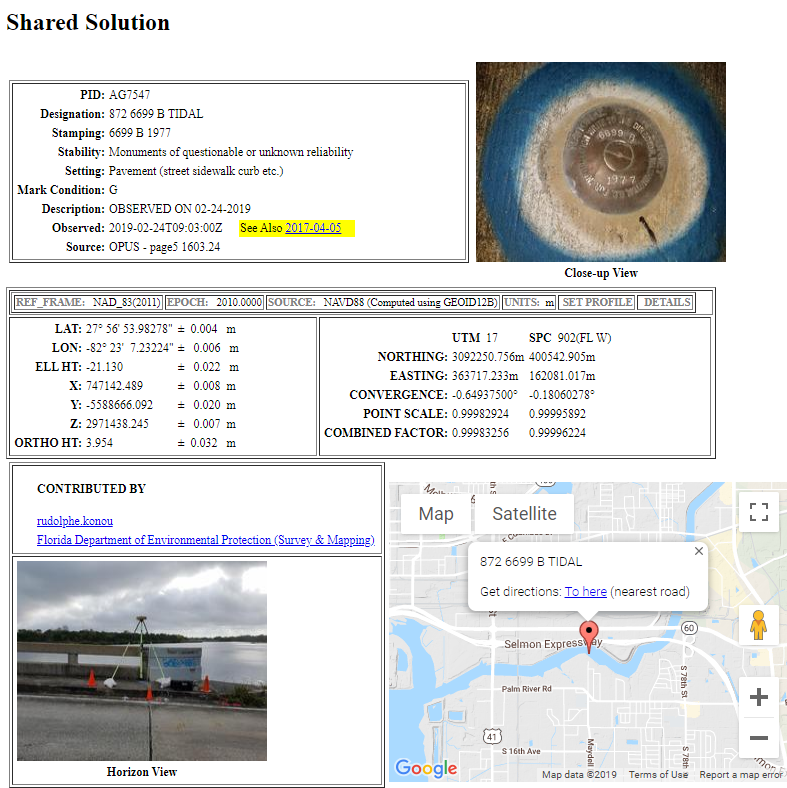 Shared Solution
PID: AG7547
Designation: 872 6699 B TIDAL
Stamping: 6699 B 1977
Stability: Monuments of questionable or unknown reliability
Setting: Pavement (street sidewalk curb etc.)
Mark Condition: G
Description: OBSERVED ON 02-24-2019
Observed: 2019-02-24T09:03:00Z See Also 2017-04-05
Source: OPUS - page5 1603.24
6699 B
1977
Close-up View
REF_FRAME: NAD_83(2011) EPOCH: 2010.0000 SOURCE: NAVD88 (Computed using GEOID12B) UNITS: m SET PROFILE DETAILS
LAT: 27° 56' 53.98278" ± 0.004 m
LON: -82° 23' 7.23224" ± 0.006 m
ELL HT: -21.130 ± 0.022 m
X: 747142.489 ± 0.008 m
Y: -5588666.092 ± 0.020 m
Z: 2971438.245 ± 0.007 m
ORTHO HT: 3.954 ± 0.032 m
UTM 17 SPC 902(FL W)
NORTHING: 3092250.756m 400542.905m
EASTING: 363717.233m 162081.017m
CONVERGENCE: -0.64937500° -0.18060278°
POINT SCALE: 0.99982924 0.99995892
COMBINED FACTOR: 0.99983256 0.99996224
CONTRIBUTED BY
rudolphe.konou
Florida Department of Environmental Protection (Survey & Mapping)
Horizon View
Map Satellite
872 6699 B TIDAL
Get directions: To here (nearest road)
60
Selmon Expressway
S 78th St
Palm River Rd
41
S 16th Ave
Maydell
S 78th St
Google
Map data ©2019 Terms of Use Report a map error